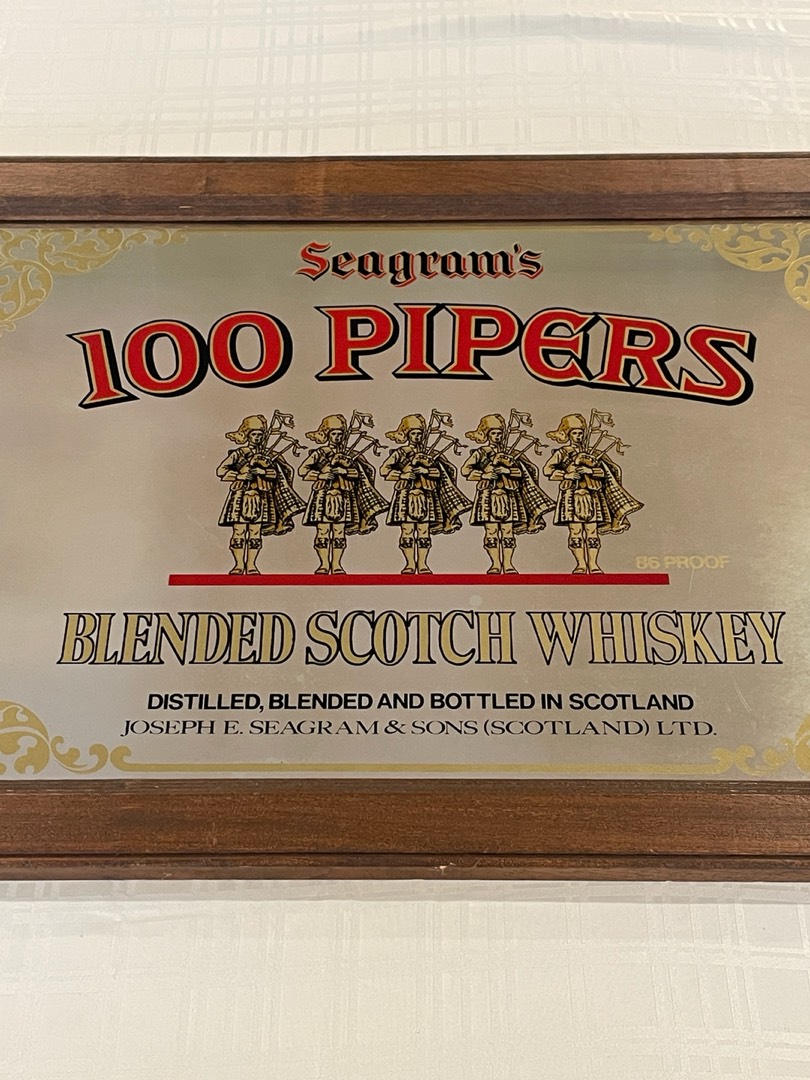 Seagram's
100 PIPERS
86 PROOF
BLENDED SCOTCH WHISKEY
DISTILLED, BLENDED AND BOTTLED IN SCOTLAND
JOSEPH E. SEAGRAM & SONS (SCOTLAND) LTD.